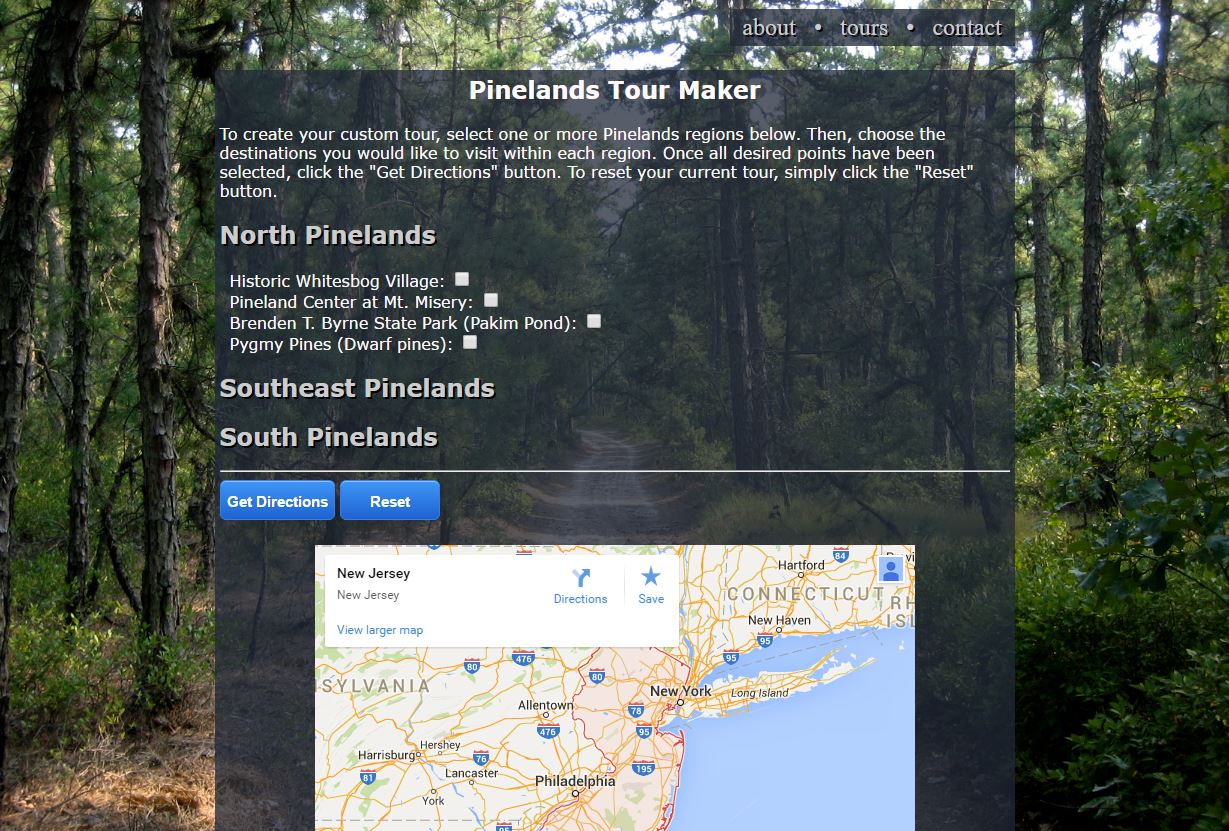 about • tours • contact
Pinelands Tour Maker
To create your custom tour, select one or more Pinelands regions below. Then, choose the
destinations you would like to visit within each region. Once all desired points have been
selected, click the "Get Directions" button. To reset your current tour, simply click the "Reset"
button.
North Pinelands
Historic Whitesbog Village:
Pineland Center at Mt. Misery:
Brenden T. Byrne State Park (Pakim Pond):
Pygmy Pines (Dwarf pines):
Southeast Pinelands
South Pinelands
Get Directions
Reset
New Jersey
New Jersey
Directions
Save
View larger map
84
Hartford
CONNECTICUT
New Haven
95
95
80
476
80
SYLVANIA
New York
Long Island
Allentown
78
476
95
Hershey
Harrisburg
76
195
81
Lancaster
Philadelphia
York
95